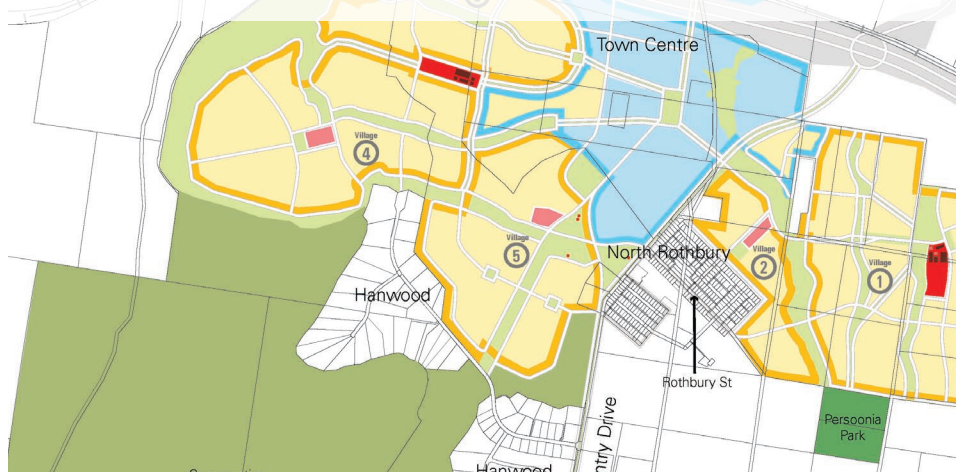 Town Centre
Village
4
Village
5
North Rothbury
Village
2
Village
1
Hanwood
Rothbury St
Persoonia
Park
Hanwood